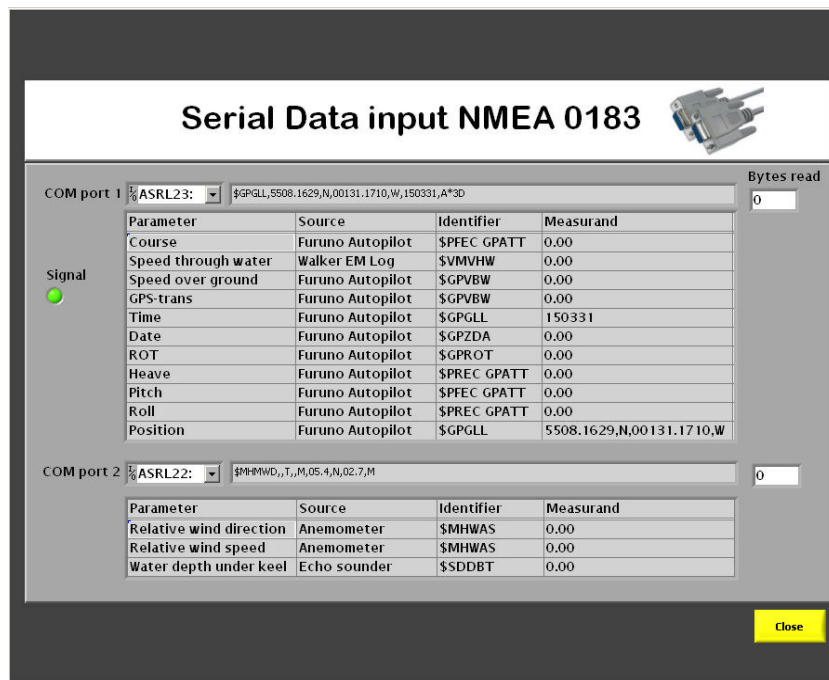 Serial Data input NMEA 0183
Bytes read
COM port 1 I/O ASRL23: $GPGLL,5508.1629,N,00131.1710,W,150331,A*3D 0
Parameter Source Identifier Measurand
Course Furuno Autopilot $PFEC GPATT 0.00
Speed through water Walker EM Log $VMVHW 0.00
Signal
Speed over ground Furuno Autopilot $GPVBW 0.00
GPS-trans Furuno Autopilot $GPVBW 0.00
Time Furuno Autopilot $GPGLL 150331
Date Furuno Autopilot $GPZDA 0.00
ROT Furuno Autopilot $GPROT 0.00
Heave Furuno Autopilot $PREC GPATT 0.00
Pitch Furuno Autopilot $PFEC GPATT 0.00
Roll Furuno Autopilot $PREC GPATT 0.00
Position Furuno Autopilot $GPGLL 5508.1629,N,00131.1710,W
COM port 2 I/O ASRL22: $MHMWD,,T,,M,05.4,N,02.7,M 0
Parameter Source Identifier Measurand
Relative wind direction Anemometer $MHWAS 0.00
Relative wind speed Anemometer $MHWAS 0.00
Water depth under keel Echo sounder $SDDBT 0.00
Close